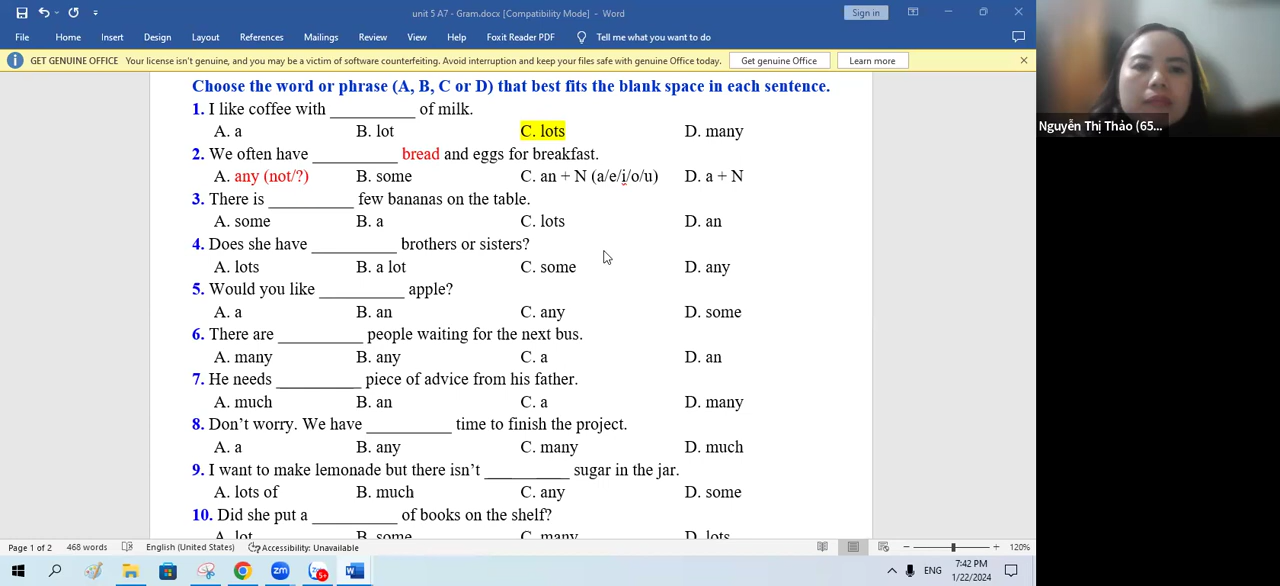 unit 5 A7 - Gram.docx [Compatibility Mode] - Word
Sign in
File Home Insert Design Layout References Mailings Review View Help Foxit Reader PDF Tell me what you want to do
GET GENUINE OFFICE Your license isn't genuine, and you may be a victim of software counterfeiting. Avoid interruption and keep your files safe with genuine Office today. Get genuine Office Learn more
Choose the word or phrase (A, B, C or D) that best fits the blank space in each sentence.
1. I like coffee with __________ of milk.
A. a B. lot C. lots D. many
2. We often have __________ bread and eggs for breakfast.
A. any (not/?) B. some C. an + N (a/e/i/o/u) D. a + N
3. There is __________ few bananas on the table.
A. some B. a C. lots D. an
4. Does she have __________ brothers or sisters?
A. lots B. a lot C. some D. any
5. Would you like __________ apple?
A. a B. an C. any D. some
6. There are __________ people waiting for the next bus.
A. many B. any C. a D. an
7. He needs __________ piece of advice from his father.
A. much B. an C. a D. many
8. Don't worry. We have __________ time to finish the project.
A. a B. any C. many D. much
9. I want to make lemonade but there isn't __________ sugar in the jar.
A. lots of B. much C. any D. some
10. Did she put a __________ of books on the shelf?
A. lot B. some C. many D. lots
Nguyễn Thị Thảo (65...
Page 1 of 2 468 words English (United States) Accessibility: Unavailable 120%
zm 5+ ENG 7:42 PM
1/22/2024